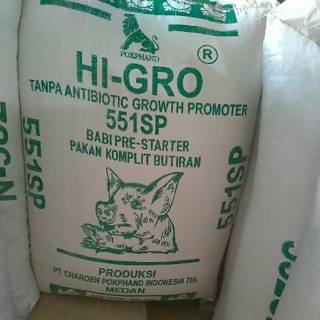 POKPHAND
®
HI-GRO
TANPA ANTIBIOTIC GROWTH PROMOTER
551SP
BABI PRE-STARTER
PAKAN KOMPLIT BUTIRAN
551SP
551SP
PRODUKSI
PT. CHAROEN POKPHAND INDONESIA Tbk.
MEDAN